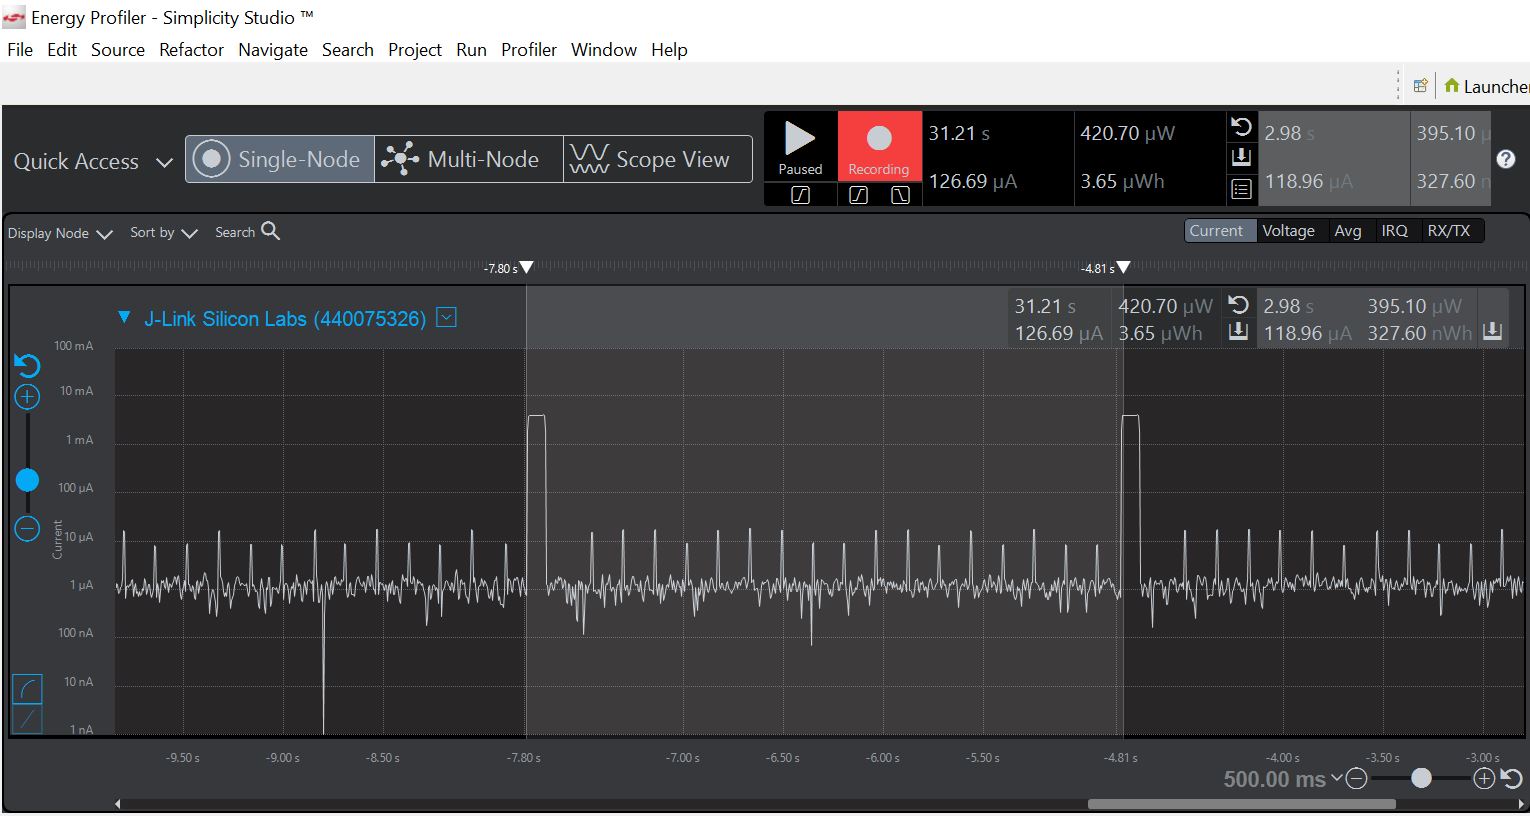 Energy Profiler - Simplicity Studio ™
File Edit Source Refactor Navigate Search Project Run Profiler Window Help
Launche
Quick Access
Single-Node
Multi-Node
Scope View
Paused
Recording
31.21 s
126.69 µA
420.70 µW
3.65 µWh
2.98 s
118.96 µA
395.10 µ
327.60 n
?
Display Node
Sort by
Search
Current Voltage Avg IRQ RX/TX
-7.80 s
-4.81 s
J-Link Silicon Labs (440075326)
31.21 s 420.70 µW 2.98 s 395.10 µW
126.69 µA 3.65 µWh 118.96 µA 327.60 nWh
100 mA
10 mA
1 mA
100 µA
10 µA
1 µA
100 nA
10 nA
1 nA
Current
-9.50 s -9.00 s -8.50 s -7.80 s -7.00 s -6.50 s -6.00 s -5.50 s -4.81 s -4.00 s -3.50 s -3.00 s
500.00 ms